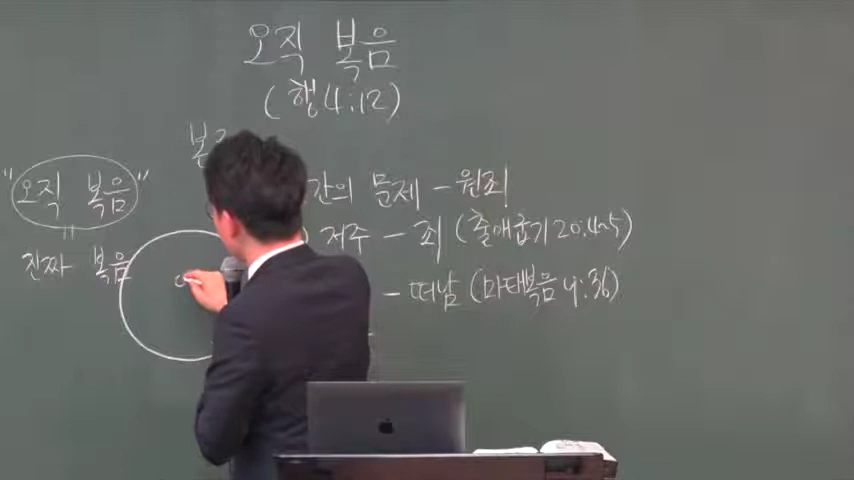 오직 복음
(행4:12)
"오직 복음"
진짜 복음
간의 문제 - 원죄
저주 - 죄 (출애굽기 20:4~5)
- 떠남 (마태복음 9:36)